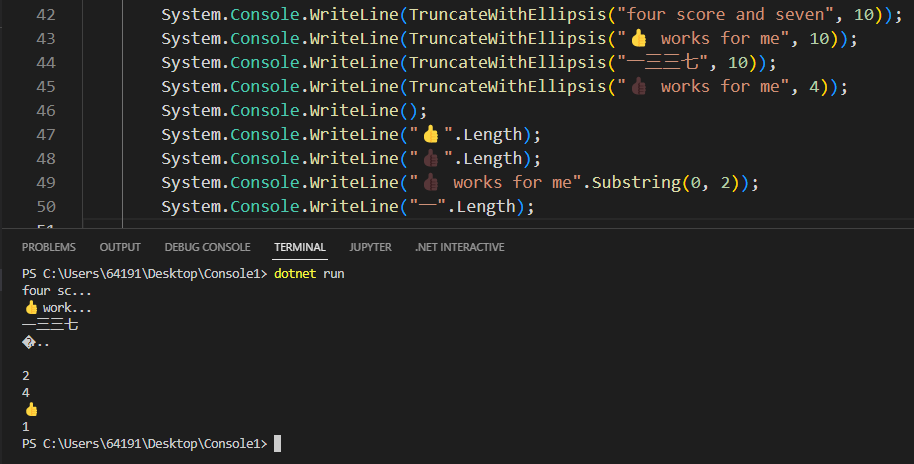 42 System.Console.WriteLine(TruncateWithEllipsis("four score and seven", 10));
43 System.Console.WriteLine(TruncateWithEllipsis("👍 works for me", 10));
44 System.Console.WriteLine(TruncateWithEllipsis("一三三七", 10));
45 System.Console.WriteLine(TruncateWithEllipsis("👍🏿 works for me", 4));
46 System.Console.WriteLine();
47 System.Console.WriteLine("👍".Length);
48 System.Console.WriteLine("👍🏿".Length);
49 System.Console.WriteLine("👍🏿 works for me".Substring(0, 2));
50 System.Console.WriteLine("一".Length);
51
PROBLEMS OUTPUT DEBUG CONSOLE TERMINAL JUPYTER .NET INTERACTIVE
PS C:\Users\64191\Desktop\Console1> dotnet run
four sc...
👍 work...
一三三七
�..
2
4
👍
1
PS C:\Users\64191\Desktop\Console1>